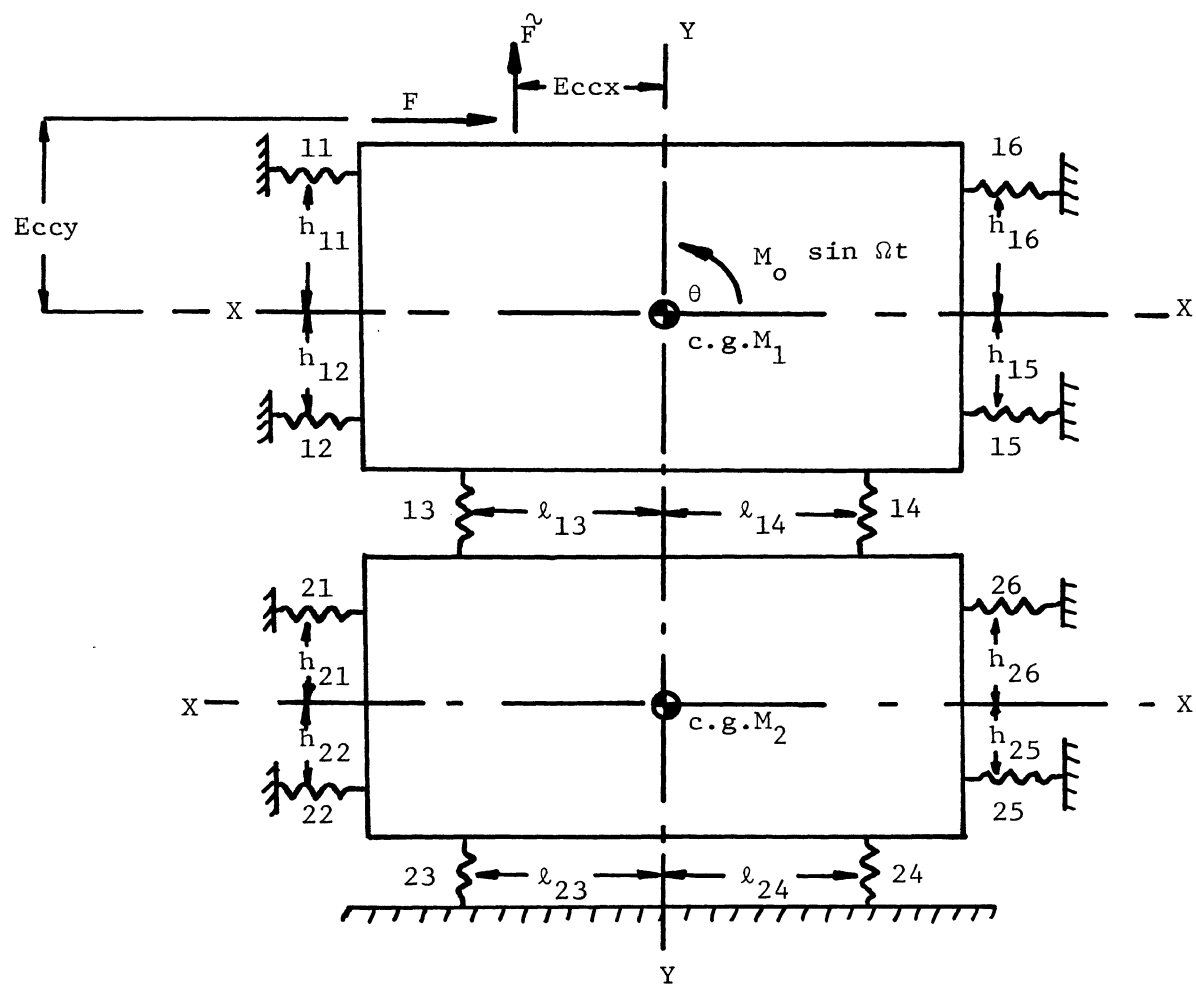 F̃ Y
Eccx
F
11 16
Eccy
h11 h16
M_o sin Ωt
θ
X X
c.g.M1
h12 h15
12 15
13 ℓ13 ℓ14 14
21 26
h21 h26
X X
c.g.M2
h22 h25
22 25
23 ℓ23 ℓ24 24
Y